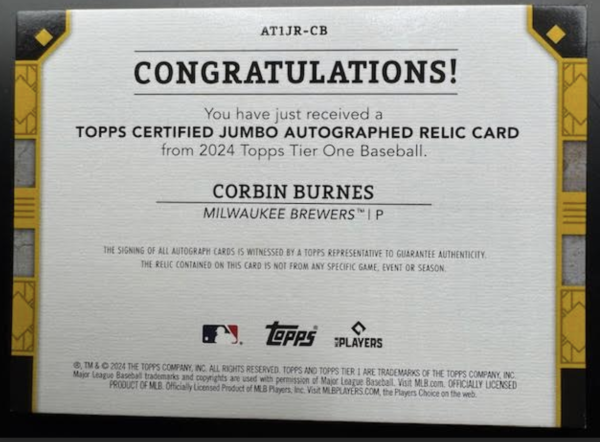 AT1JR-CB
CONGRATULATIONS!
You have just received a
TOPPS CERTIFIED JUMBO AUTOGRAPHED RELIC CARD
from 2024 Topps Tier One Baseball.
CORBIN BURNES
MILWAUKEE BREWERS™ | P
THE SIGNING OF ALL AUTOGRAPH CARDS IS WITNESSED BY A TOPPS REPRESENTATIVE TO GUARANTEE AUTHENTICITY.
THE RELIC CONTAINED ON THIS CARD IS NOT FROM ANY SPECIFIC GAME, EVENT OR SEASON.
topps® MLB PLAYERS
®, TM & © 2024 THE TOPPS COMPANY, INC. ALL RIGHTS RESERVED. TOPPS AND TOPPS TIER 1 ARE TRADEMARKS OF THE TOPPS COMPANY, INC.
Major League Baseball trademarks and copyrights are used with permission of Major League Baseball. Visit MLB.com. OFFICIALLY LICENSED
PRODUCT OF MLB. Officially Licensed Product of MLB Players, Inc. Visit MLBPLAYERS.COM, the Players Choice on the web.